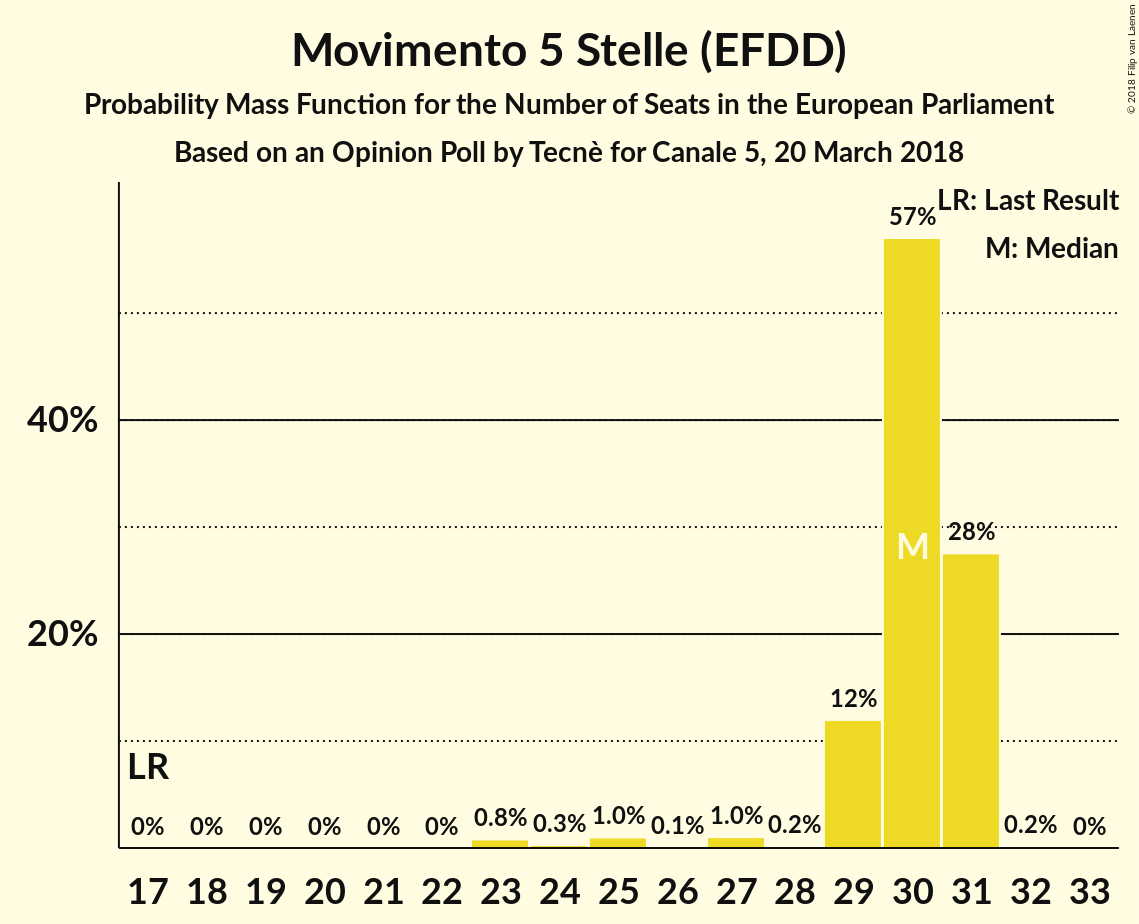 Movimento 5 Stelle (EFDD)
Probability Mass Function for the Number of Seats in the European Parliament
Based on an Opinion Poll by Tecnè for Canale 5, 20 March 2018
© 2018 Filip van Laenen
LR: Last Result
M: Median
57%
40%
28%
M
20%
12%
LR
0% 0% 0% 0% 0% 0% 0.8% 0.3% 1.0% 0.1% 1.0% 0.2% 0.2% 0%
17 18 19 20 21 22 23 24 25 26 27 28 29 30 31 32 33